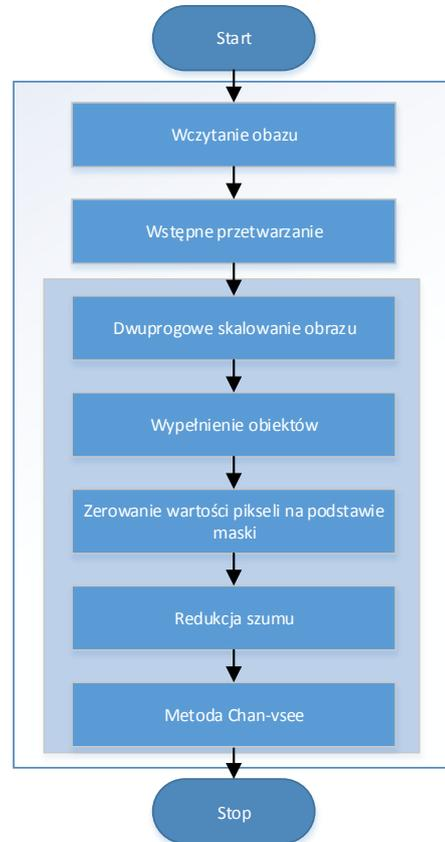 Start
Wczytanie obazu
Wstępne przetwarzanie
Dwuprogowe skalowanie obrazu
Wypełnienie obiektów
Zerowanie wartości pikseli na podstawie
maski
Redukcja szumu
Metoda Chan-vsee
Stop